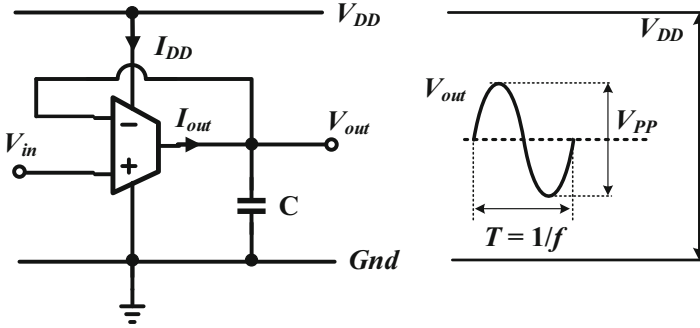 V_DD
I_DD
−
I_out
V_out
V_in
+
C
Gnd
V_DD
V_out
V_PP
T = 1/f